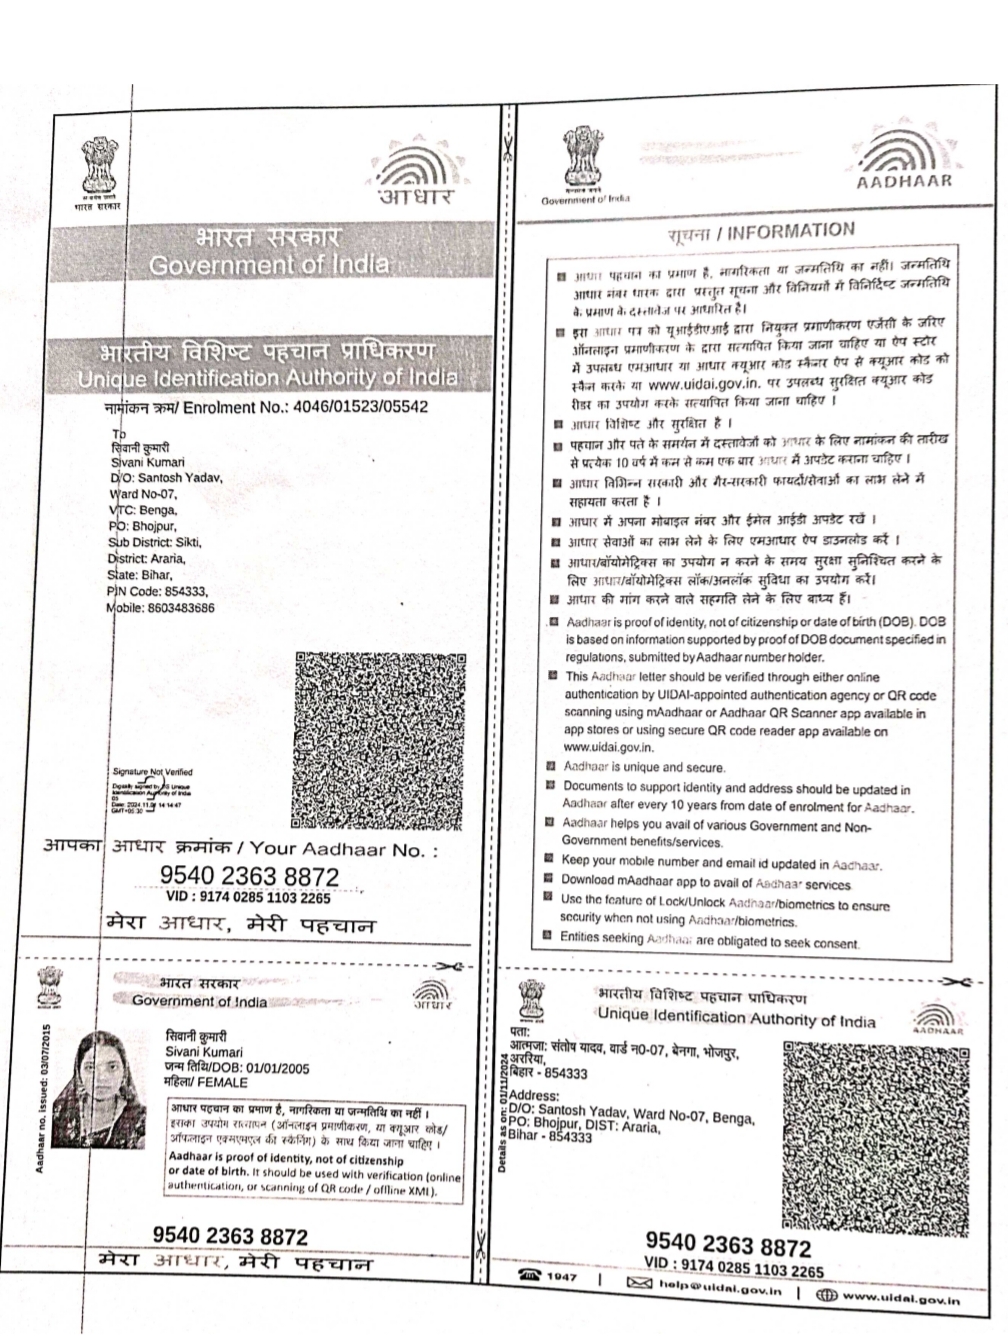 भारत सरकार
आधार
भारत सरकार
Government of India
भारतीय विशिष्ट पहचान प्राधिकरण
Unique Identification Authority of India
नामांकन क्रम/ Enrolment No.: 4046/01523/05542
To
सिवानी कुमारी
Sivani Kumari
D/O: Santosh Yadav,
Ward No-07,
VTC: Benga,
PO: Bhojpur,
Sub District: Sikti,
District: Araria,
State: Bihar,
PIN Code: 854333,
Mobile: 8603483686
Signature Not Verified
Digitally signed by DS Unique
Identification Authority of India
05
Date: 2024.11.01 14:14:47
GMT+05:30
आपका आधार क्रमांक / Your Aadhaar No. :
9540 2363 8872
VID : 9174 0285 1103 2265
मेरा आधार, मेरी पहचान
Government of India
AADHAAR
सूचना / INFORMATION
आधार पहचान का प्रमाण है, नागरिकता या जन्मतिथि का नहीं। जन्मतिथि
आधार नंबर धारक द्वारा प्रस्तुत सूचना और विनियमों में विनिर्दिष्ट जन्मतिथि
के प्रमाण के दस्तावेज पर आधारित है।
इस आधार पत्र को यूआईडीएआई द्वारा नियुक्त प्रमाणीकरण एजेंसी के जरिए
ऑनलाइन प्रमाणीकरण के द्वारा सत्यापित किया जाना चाहिए या ऐप स्टोर
में उपलब्ध एमआधार या आधार क्यूआर कोड स्कैनर ऐप से क्यूआर कोड को
स्कैन करके या www.uidai.gov.in. पर उपलब्ध सुरक्षित क्यूआर कोड
रीडर का उपयोग करके सत्यापित किया जाना चाहिए ।
आधार विशिष्ट और सुरक्षित है ।
पहचान और पते के समर्थन में दस्तावेजों को आधार के लिए नामांकन की तारीख
से प्रत्येक 10 वर्ष में कम से कम एक बार आधार में अपडेट कराना चाहिए ।
आधार विभिन्न सरकारी और गैर-सरकारी फायदों/सेवाओं का लाभ लेने में
सहायता करता है ।
आधार में अपना मोबाइल नंबर और ईमेल आईडी अपडेट रखें ।
आधार सेवाओं का लाभ लेने के लिए एमआधार ऐप डाउनलोड करें ।
आधार/बॉयोमेट्रिक्स का उपयोग न करने के समय सुरक्षा सुनिश्चित करने के
लिए आधार/बॉयोमेट्रिक्स लॉक/अनलॉक सुविधा का उपयोग करें।
आधार की मांग करने वाले सहमति लेने के लिए बाध्य हैं।
Aadhaar is proof of identity, not of citizenship or date of birth (DOB). DOB
is based on information supported by proof of DOB document specified in
regulations, submitted by Aadhaar number holder.
This Aadhaar letter should be verified through either online
authentication by UIDAI-appointed authentication agency or QR code
scanning using mAadhaar or Aadhaar QR Scanner app available in
app stores or using secure QR code reader app available on
www.uidai.gov.in.
Aadhaar is unique and secure.
Documents to support identity and address should be updated in
Aadhaar after every 10 years from date of enrolment for Aadhaar.
Aadhaar helps you avail of various Government and Non-
Government benefits/services.
Keep your mobile number and email id updated in Aadhaar.
Download mAadhaar app to avail of Aadhaar services
Use the feature of Lock/Unlock Aadhaar/biometrics to ensure
security when not using Aadhaar/biometrics.
Entities seeking Aadhaar are obligated to seek consent.
भारत सरकार
Government of India
आधार
Aadhaar no. issued: 03/07/2015
सिवानी कुमारी
Sivani Kumari
जन्म तिथि/DOB: 01/01/2005
महिला/ FEMALE
आधार पहचान का प्रमाण है, नागरिकता या जन्मतिथि का नहीं ।
इसका उपयोग सत्यापन (ऑनलाइन प्रमाणीकरण, या क्यूआर कोड/
ऑफलाइन एक्सएमएल की स्कैनिंग) के साथ किया जाना चाहिए ।
Aadhaar is proof of identity, not of citizenship
or date of birth. It should be used with verification (online
authentication, or scanning of QR code / offline XML).
9540 2363 8872
मेरा आधार, मेरी पहचान
भारतीय विशिष्ट पहचान प्राधिकरण
Unique Identification Authority of India
AADHAAR
Details as on: 01/11/2024
पता:
आत्मजा: संतोष यादव, वार्ड न0-07, बेनगा, भोजपुर,
अररिया,
बिहार - 854333
Address:
D/O: Santosh Yadav, Ward No-07, Benga,
PO: Bhojpur, DIST: Araria,
Bihar - 854333
9540 2363 8872
VID : 9174 0285 1103 2265
1947 | help@uidai.gov.in | www.uidai.gov.in